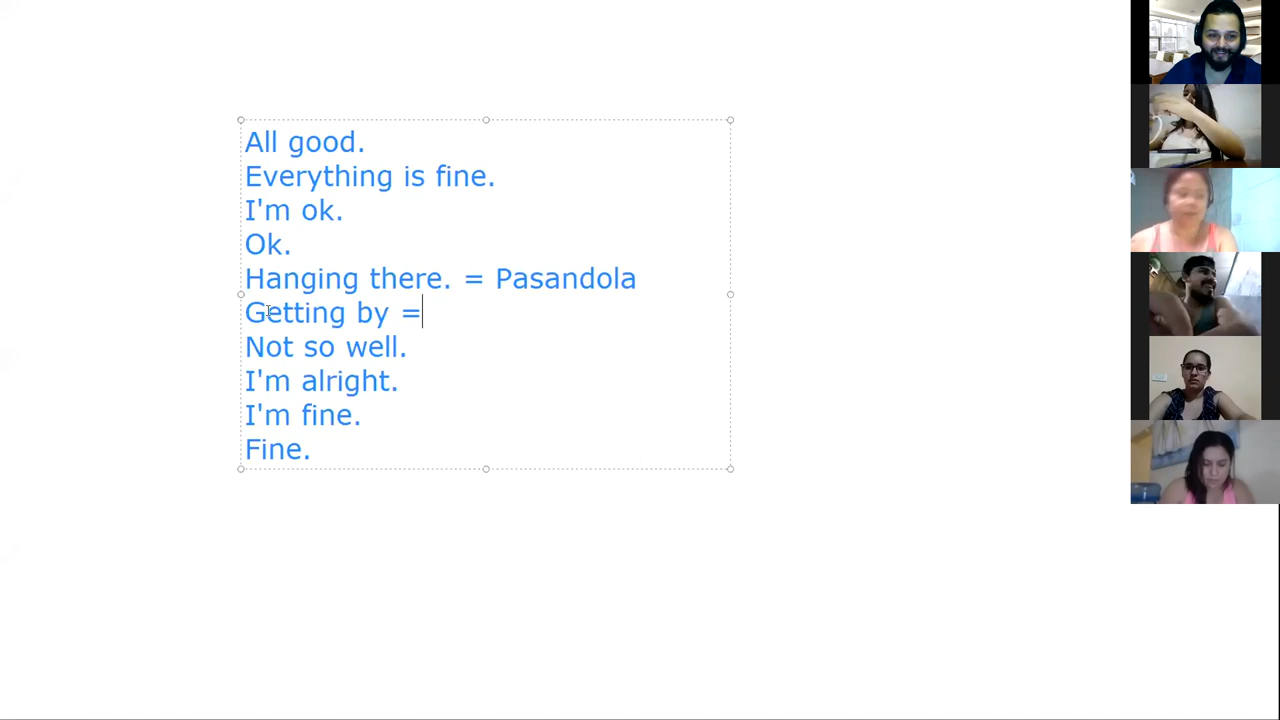 All good.
Everything is fine.
I'm ok.
Ok.
Hanging there. = Pasandola
Getting by =
Not so well.
I'm alright.
I'm fine.
Fine.